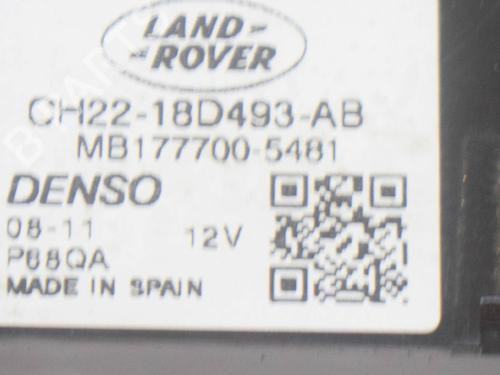 LAND-
-ROVER
CH22-18D493-AB
MB177700-5481
DENSO
08-11
12V
P68QA
MADE IN SPAIN